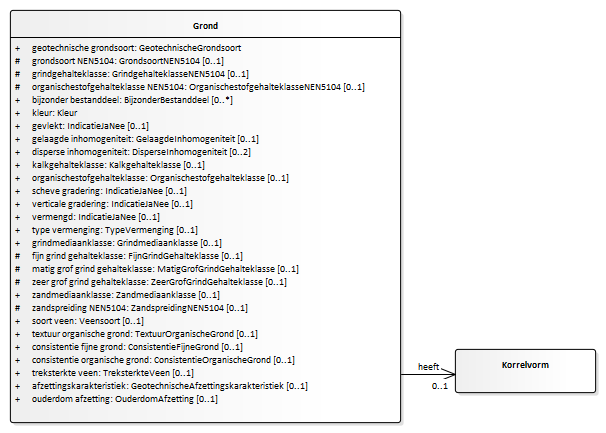 Grond
+ geotechnische grondsoort: GeotechnischeGrondsoort
# grondsoort NEN5104: GrondsoortNEN5104 [0..1]
# grindgehalteklasse: GrindgehalteklasseNEN5104 [0..1]
# organischestofgehalteklasse NEN5104: OrganischestofgehalteklasseNEN5104 [0..1]
+ bijzonder bestanddeel: BijzonderBestanddeel [0..*]
+ kleur: Kleur
+ gevlekt: IndicatieJaNee [0..1]
+ gelaagde inhomogeniteit: GelaagdeInhomogeniteit [0..1]
+ disperse inhomogeniteit: DisperseInhomogeniteit [0..2]
+ kalkgehalteklasse: Kalkgehalteklasse [0..1]
+ organischestofgehalteklasse: Organischestofgehalteklasse [0..1]
+ scheve gradering: IndicatieJaNee [0..1]
+ verticale gradering: IndicatieJaNee [0..1]
+ vermengd: IndicatieJaNee [0..1]
+ type vermenging: TypeVermenging [0..1]
+ grindmediaanklasse: Grindmediaanklasse [0..1]
# fijn grind gehalteklasse: FijnGrindGehalteklasse [0..1]
# matig grof grind gehalteklasse: MatigGrofGrindGehalteklasse [0..1]
# zeer grof grind gehalteklasse: ZeerGrofGrindGehalteklasse [0..1]
+ zandmediaanklasse: Zandmediaanklasse [0..1]
# zandspreiding NEN5104: ZandspreidingNEN5104 [0..1]
+ soort veen: Veensoort [0..1]
+ textuur organische grond: TextuurOrganischeGrond [0..1]
+ consistentie fijne grond: ConsistentieFijneGrond [0..1]
+ consistentie organische grond: ConsistentieOrganischeGrond [0..1]
+ treksterkte veen: TreksterkteVeen [0..1]
+ afzettingskarakteristiek: GeotechnischeAfzettingskarakteristiek [0..1]
+ ouderdom afzetting: OuderdomAfzetting [0..1]
heeft
0..1
Korrelvorm